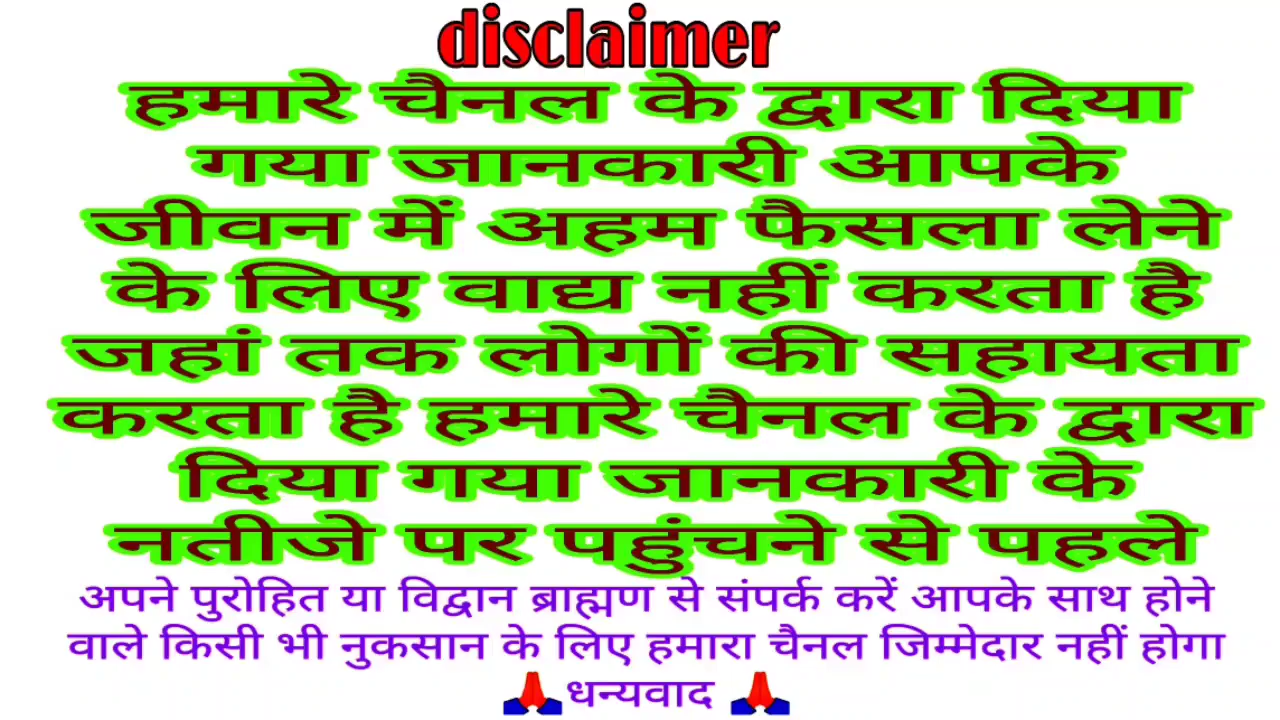 disclaimer
हमारे चैनल के द्वारा दिया
गया जानकारी आपके
जीवन में अहम फैसला लेने
के लिए वाद्य नहीं करता है
जहां तक लोगों की सहायता
करता है हमारे चैनल के द्वारा
दिया गया जानकारी के
नतीजे पर पहुंचने से पहले
अपने पुरोहित या विद्वान ब्राह्मण से संपर्क करें आपके साथ होने
वाले किसी भी नुकसान के लिए हमारा चैनल जिम्मेदार नहीं होगा
🙏धन्यवाद 🙏